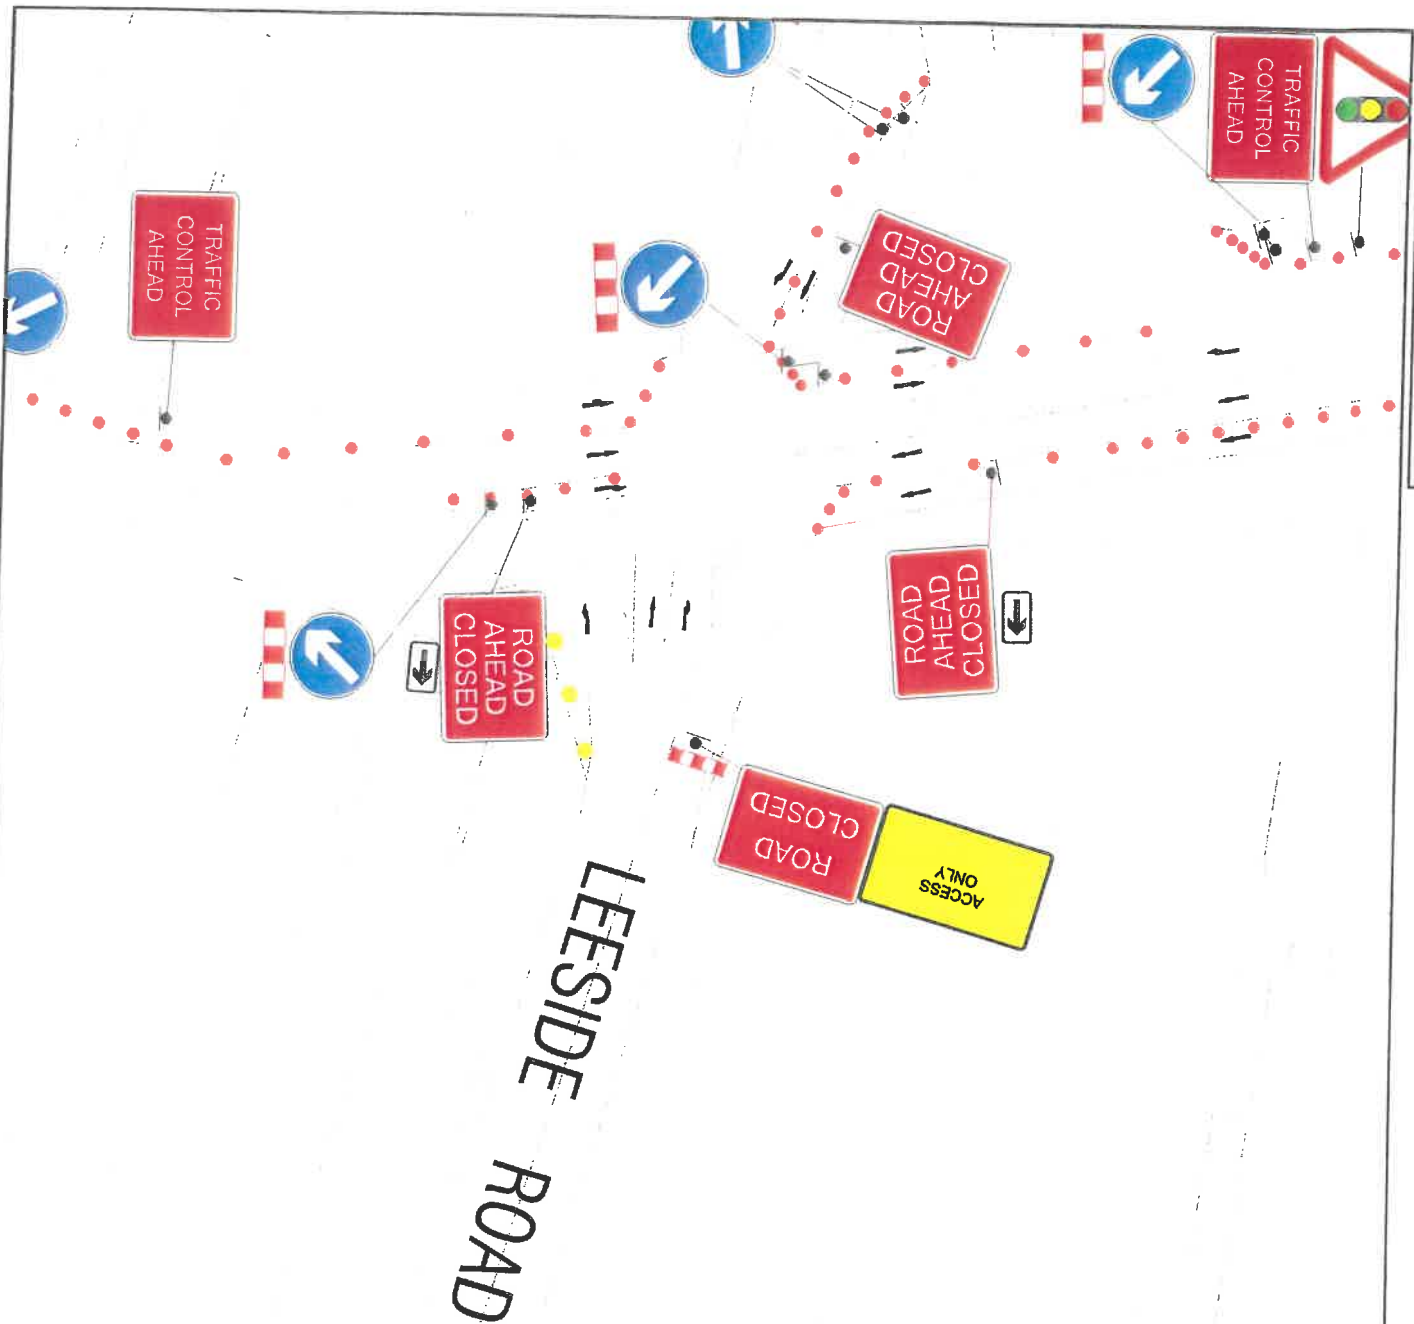 TRAFFIC
CONTROL
AHEAD
TRAFFIC
CONTROL
AHEAD
ROAD
AHEAD
CLOSED
ROAD
AHEAD
CLOSED
ROAD
AHEAD
CLOSED
ROAD
CLOSED
ACCESS
ONLY
LEESIDE ROAD